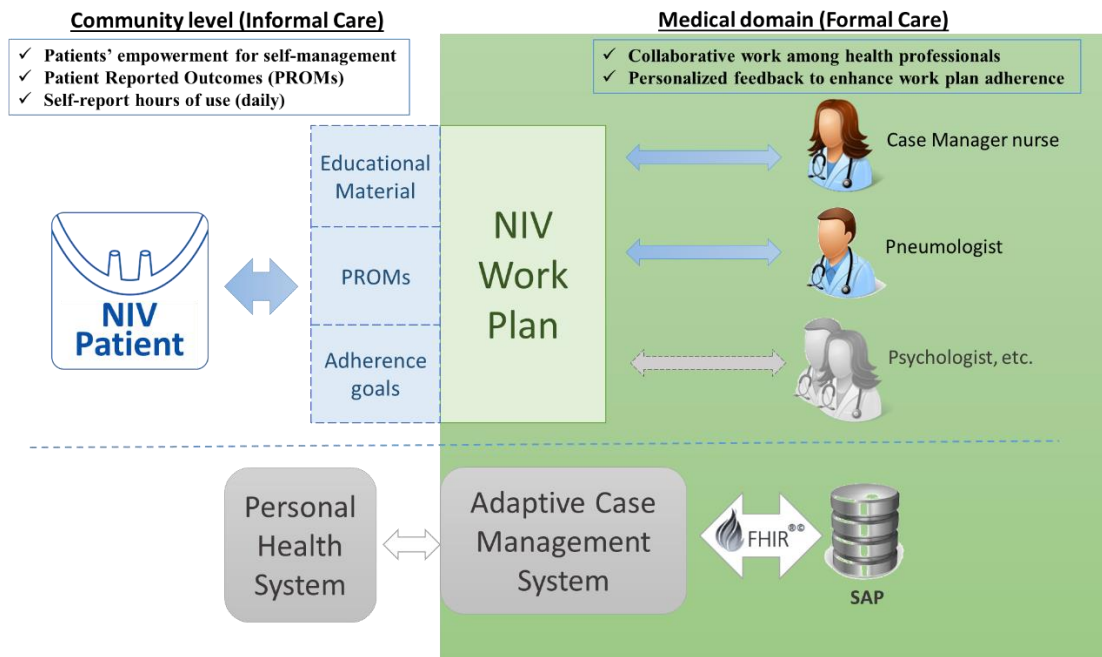 Community level (Informal Care)
Medical domain (Formal Care)
✓ Patients' empowerment for self-management
✓ Patient Reported Outcomes (PROMs)
✓ Self-report hours of use (daily)
✓ Collaborative work among health professionals
✓ Personalized feedback to enhance work plan adherence
NIV
Patient
Educational
Material
PROMs
Adherence
goals
NIV
Work
Plan
Case Manager nurse
Pneumologist
Psychologist, etc.
Personal
Health
System
Adaptive Case
Management
System
FHIR®©
SAP